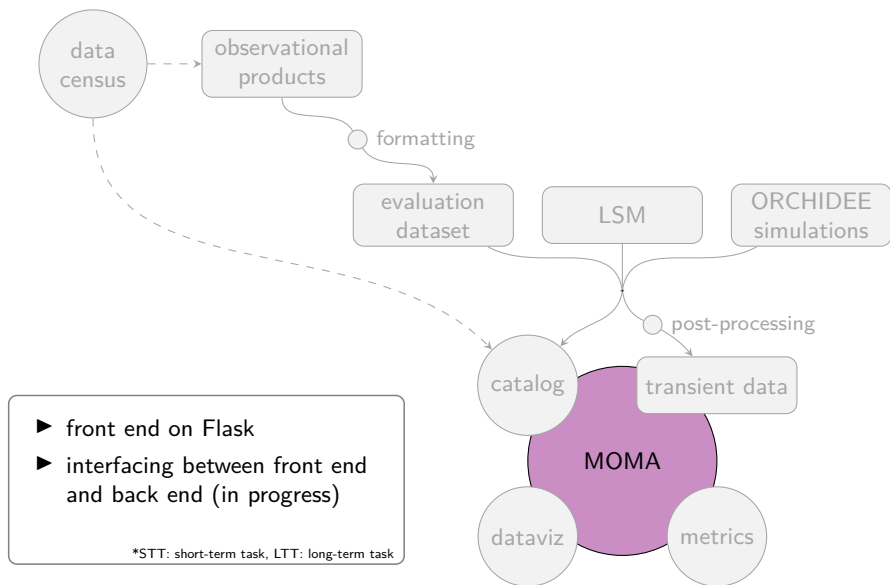 data
census
observational
products
formatting
evaluation
dataset
LSM
ORCHIDEE
simulations
post-processing
catalog
transient data
MOMA
dataviz
metrics
▶ front end on Flask
▶ interfacing between front end
and back end (in progress)
*STT: short-term task, LTT: long-term task